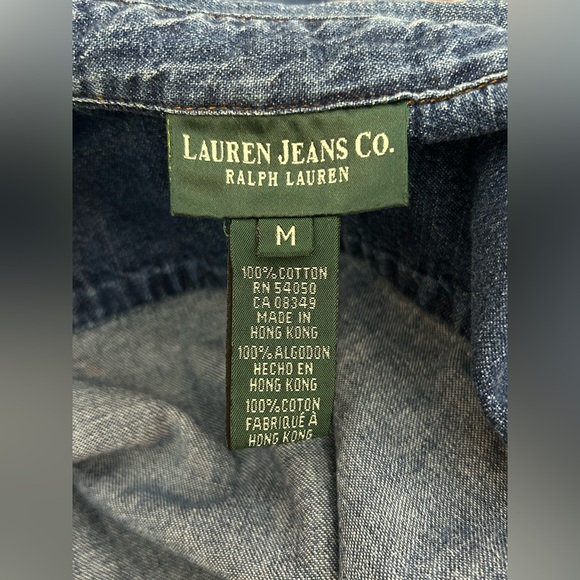 LAUREN JEANS CO.
RALPH LAUREN
M
100% COTTON
RN 54050
CA 08349
MADE IN
HONG KONG
100% ALGODON
HECHO EN
HONG KONG
100% COTON
FABRIQUÉ À
HONG KONG